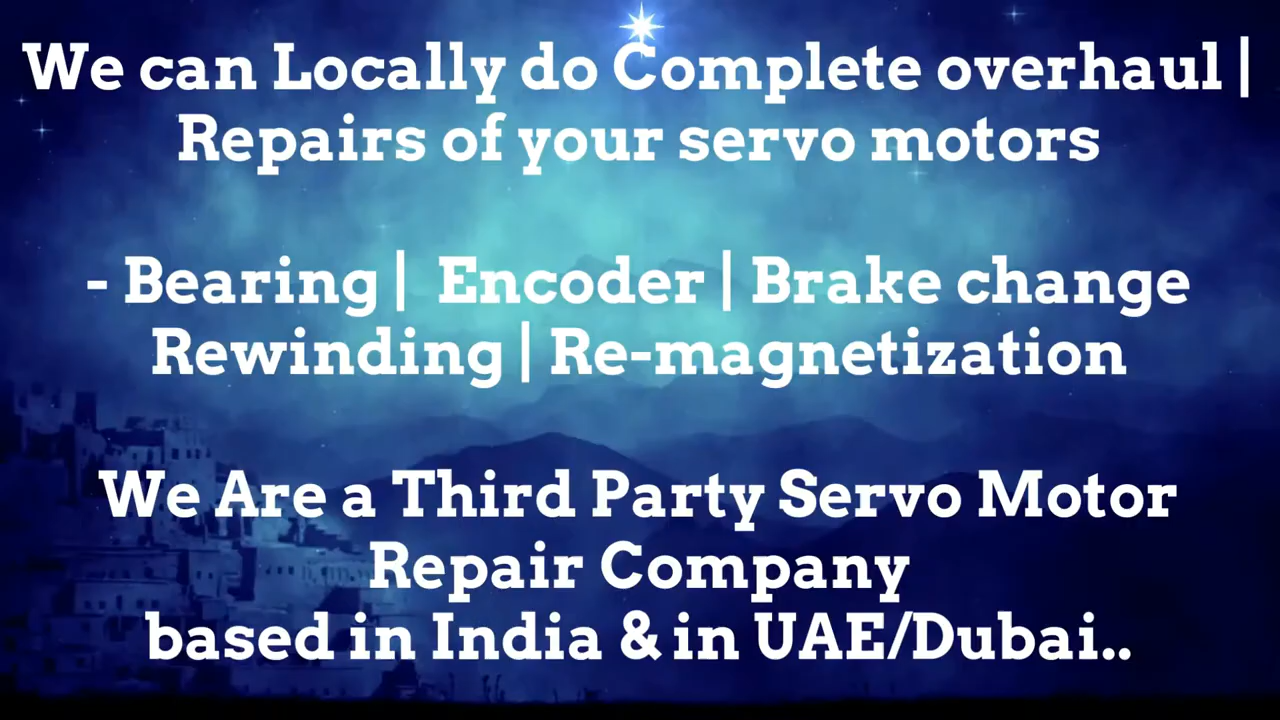 We can Locally do Complete overhaul |
Repairs of your servo motors
- Bearing | Encoder | Brake change
Rewinding | Re-magnetization
We Are a Third Party Servo Motor
Repair Company
based in India & in UAE/Dubai..